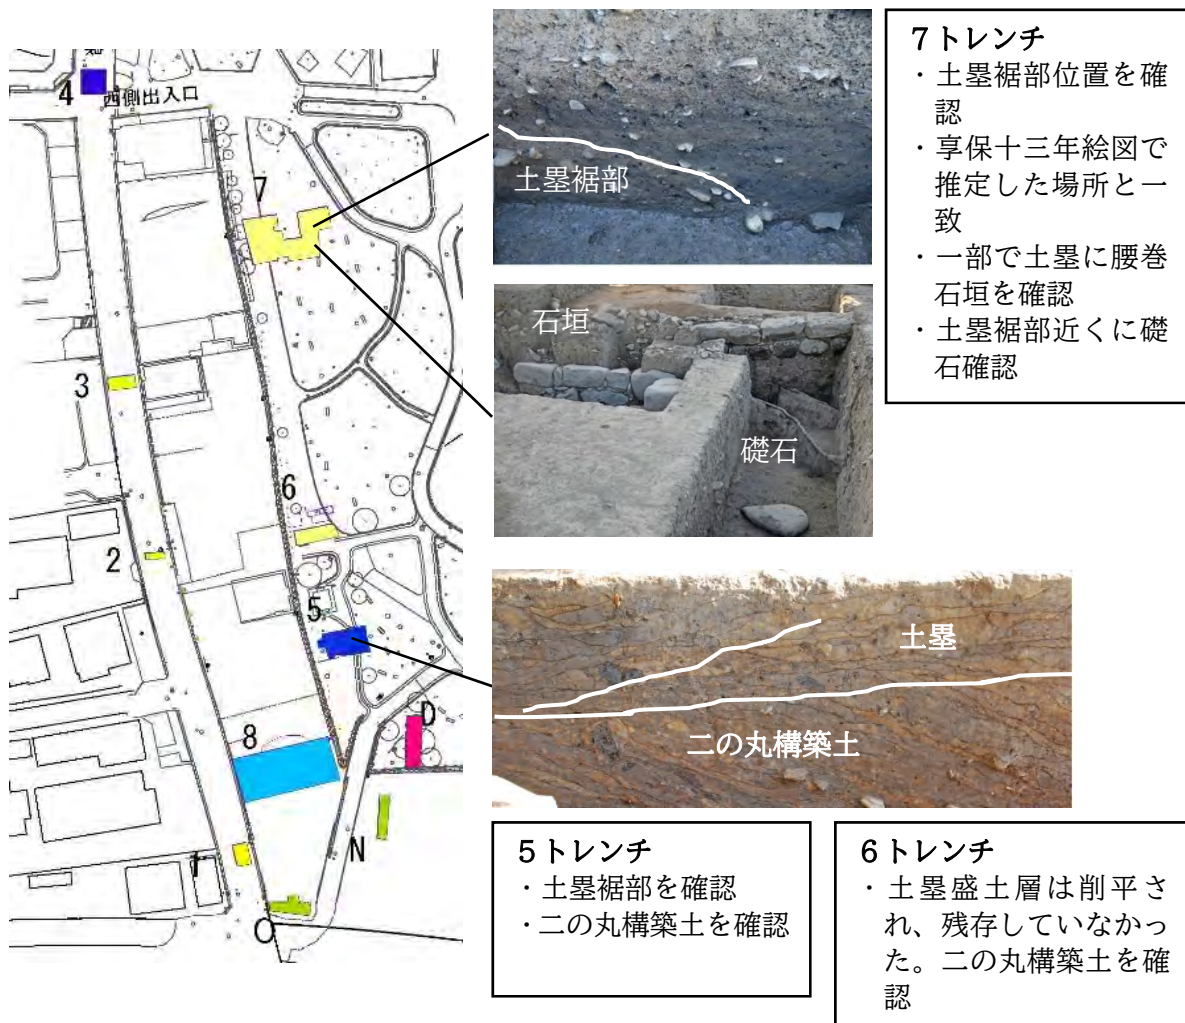 4
西側出入口
7
3
6
2
5
D
8
N
1
O
土塁裾部
石垣
礎石
土塁
二の丸構築土
7トレンチ
・土塁裾部位置を確
認
・享保十三年絵図で
推定した場所と一
致
・一部で土塁に腰巻
石垣を確認
・土塁裾部近くに礎
石確認
5トレンチ
・土塁裾部を確認
・二の丸構築土を確認
6トレンチ
・土塁盛土層は削平さ
れ、残存していなかっ
た。二の丸構築土を確
認